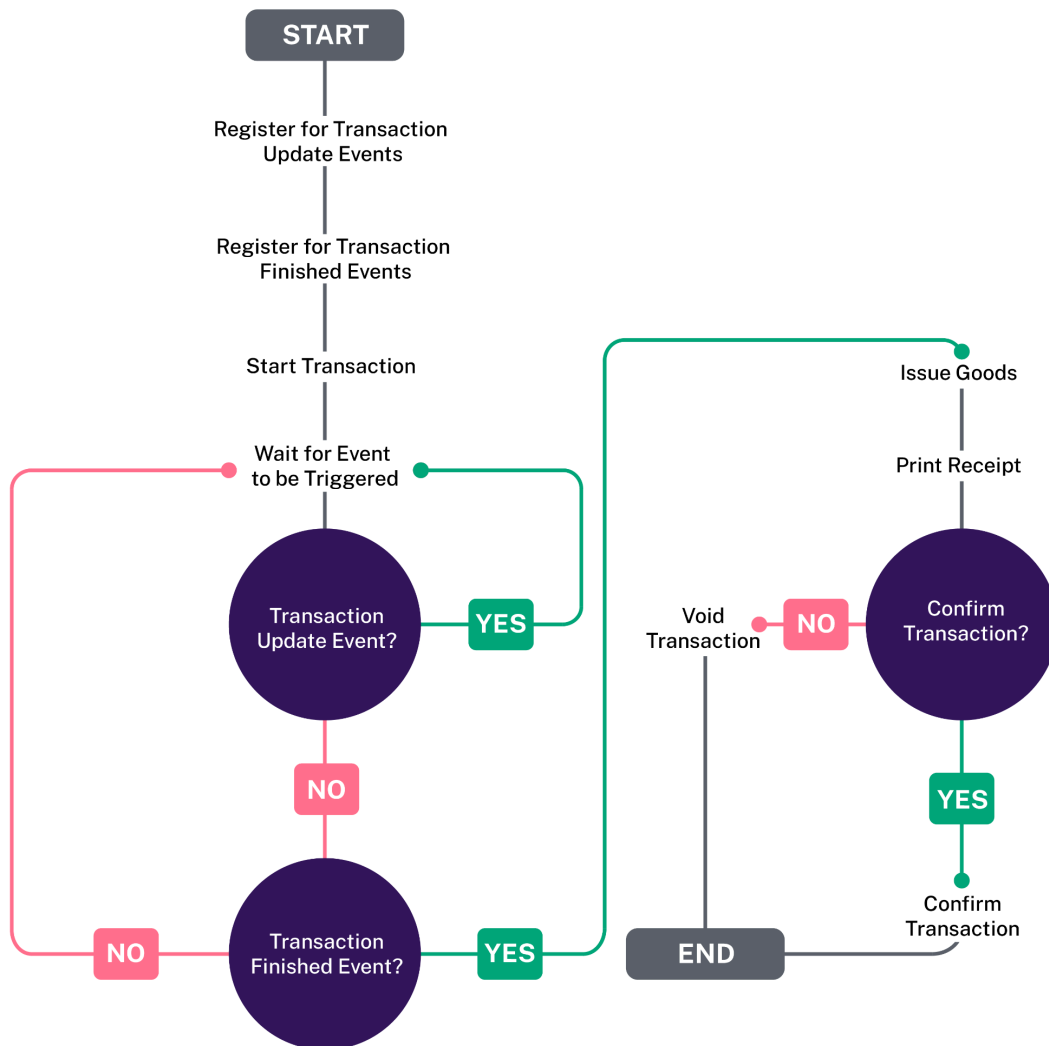 START
Register for Transaction
Update Events
Register for Transaction
Finished Events
Start Transaction
Wait for Event
to be Triggered
Transaction
Update Event?
YES
NO
Transaction
Finished Event?
NO
YES
Issue Goods
Print Receipt
Confirm
Transaction?
NO
Void
Transaction
YES
Confirm
Transaction
END